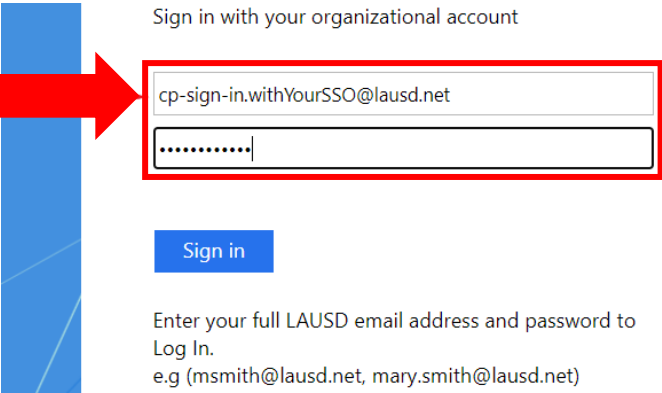 Sign in with your organizational account
cp-sign-in.withYourSSO@lausd.net
••••••••••••
Sign in
Enter your full LAUSD email address and password to
Log In.
e.g (msmith@lausd.net, mary.smith@lausd.net)